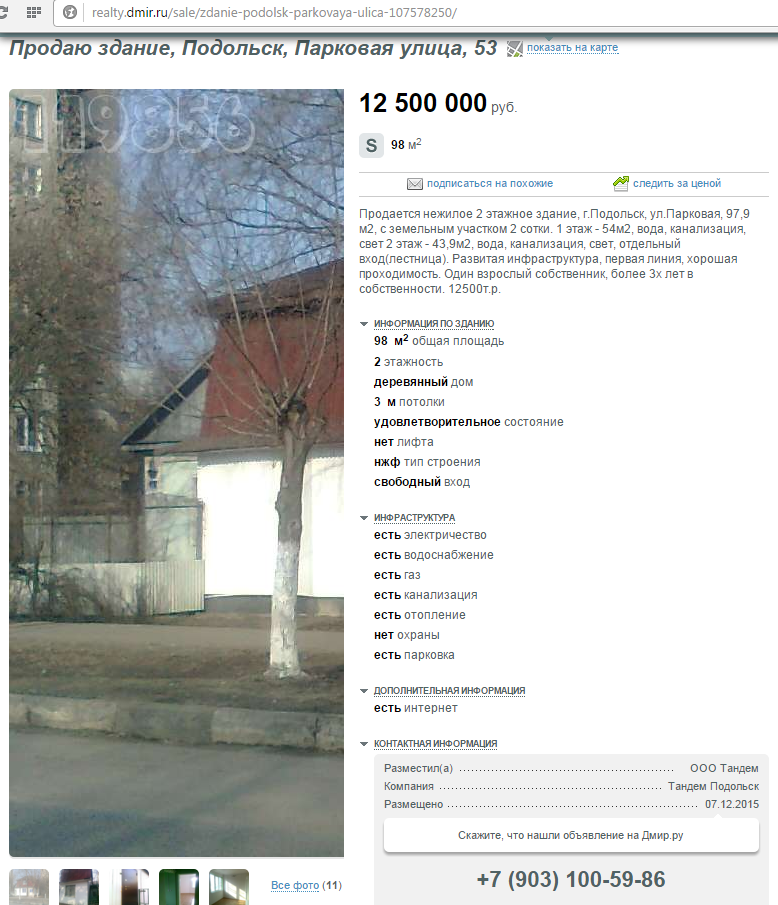 realty.dmir.ru/sale/zdanie-podolsk-parkovaya-ulica-107578250/
Продаю здание, Подольск, Парковая улица, 53 показать на карте
119856
12 500 000 руб.
S 98 м²
подписаться на похожие следить за ценой
Продается нежилое 2 этажное здание, г.Подольск, ул.Парковая, 97,9
м2, с земельным участком 2 сотки. 1 этаж - 54м2, вода, канализация,
свет 2 этаж - 43,9м2, вода, канализация, свет, отдельный
вход(лестница). Развитая инфраструктура, первая линия, хорошая
проходимость. Один взрослый собственник, более 3х лет в
собственности. 12500т.р.
ИНФОРМАЦИЯ ПО ЗДАНИЮ
98 м² общая площадь
2 этажность
деревянный дом
3 м потолки
удовлетворительное состояние
нет лифта
нжф тип строения
свободный вход
ИНФРАСТРУКТУРА
есть электричество
есть водоснабжение
есть газ
есть канализация
есть отопление
нет охраны
есть парковка
ДОПОЛНИТЕЛЬНАЯ ИНФОРМАЦИЯ
есть интернет
КОНТАКТНАЯ ИНФОРМАЦИЯ
Разместил(а) ООО Тандем
Компания Тандем Подольск
Размещено 07.12.2015
Скажите, что нашли объявление на Дмир.ру
+7 (903) 100-59-86
Все фото (11)